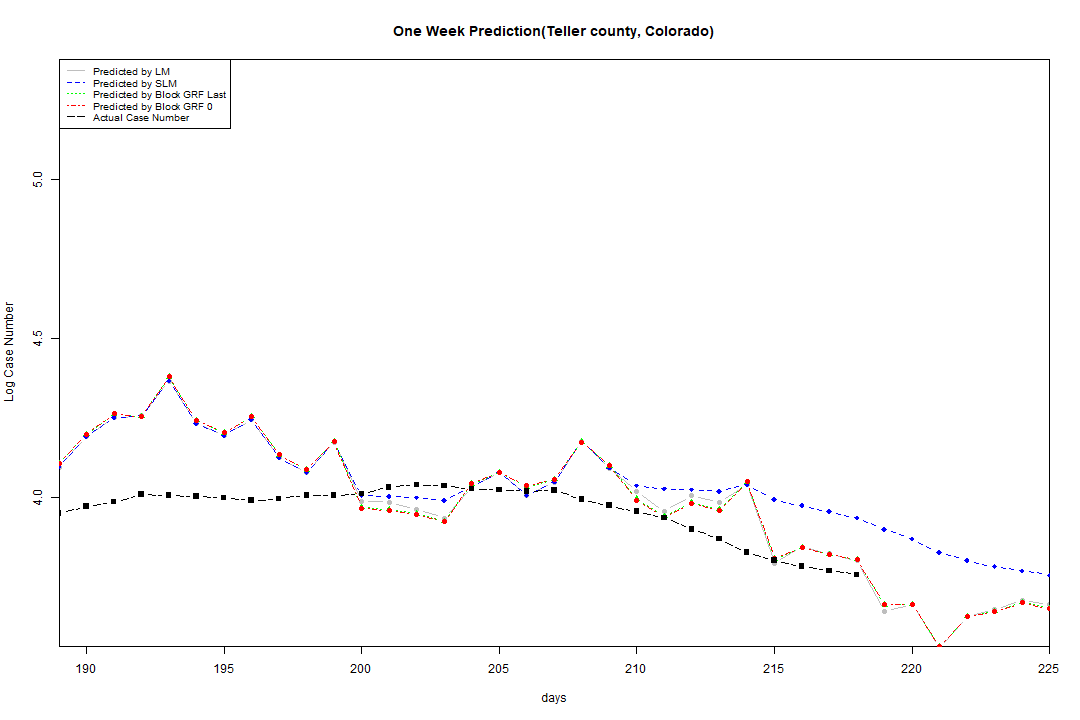 One Week Prediction(Teller county, Colorado)
Predicted by LM
Predicted by SLM
Predicted by Block GRF Last
Predicted by Block GRF 0
Actual Case Number
5.0
4.5
4.0
Log Case Number
190 195 200 205 210 215 220 225
days